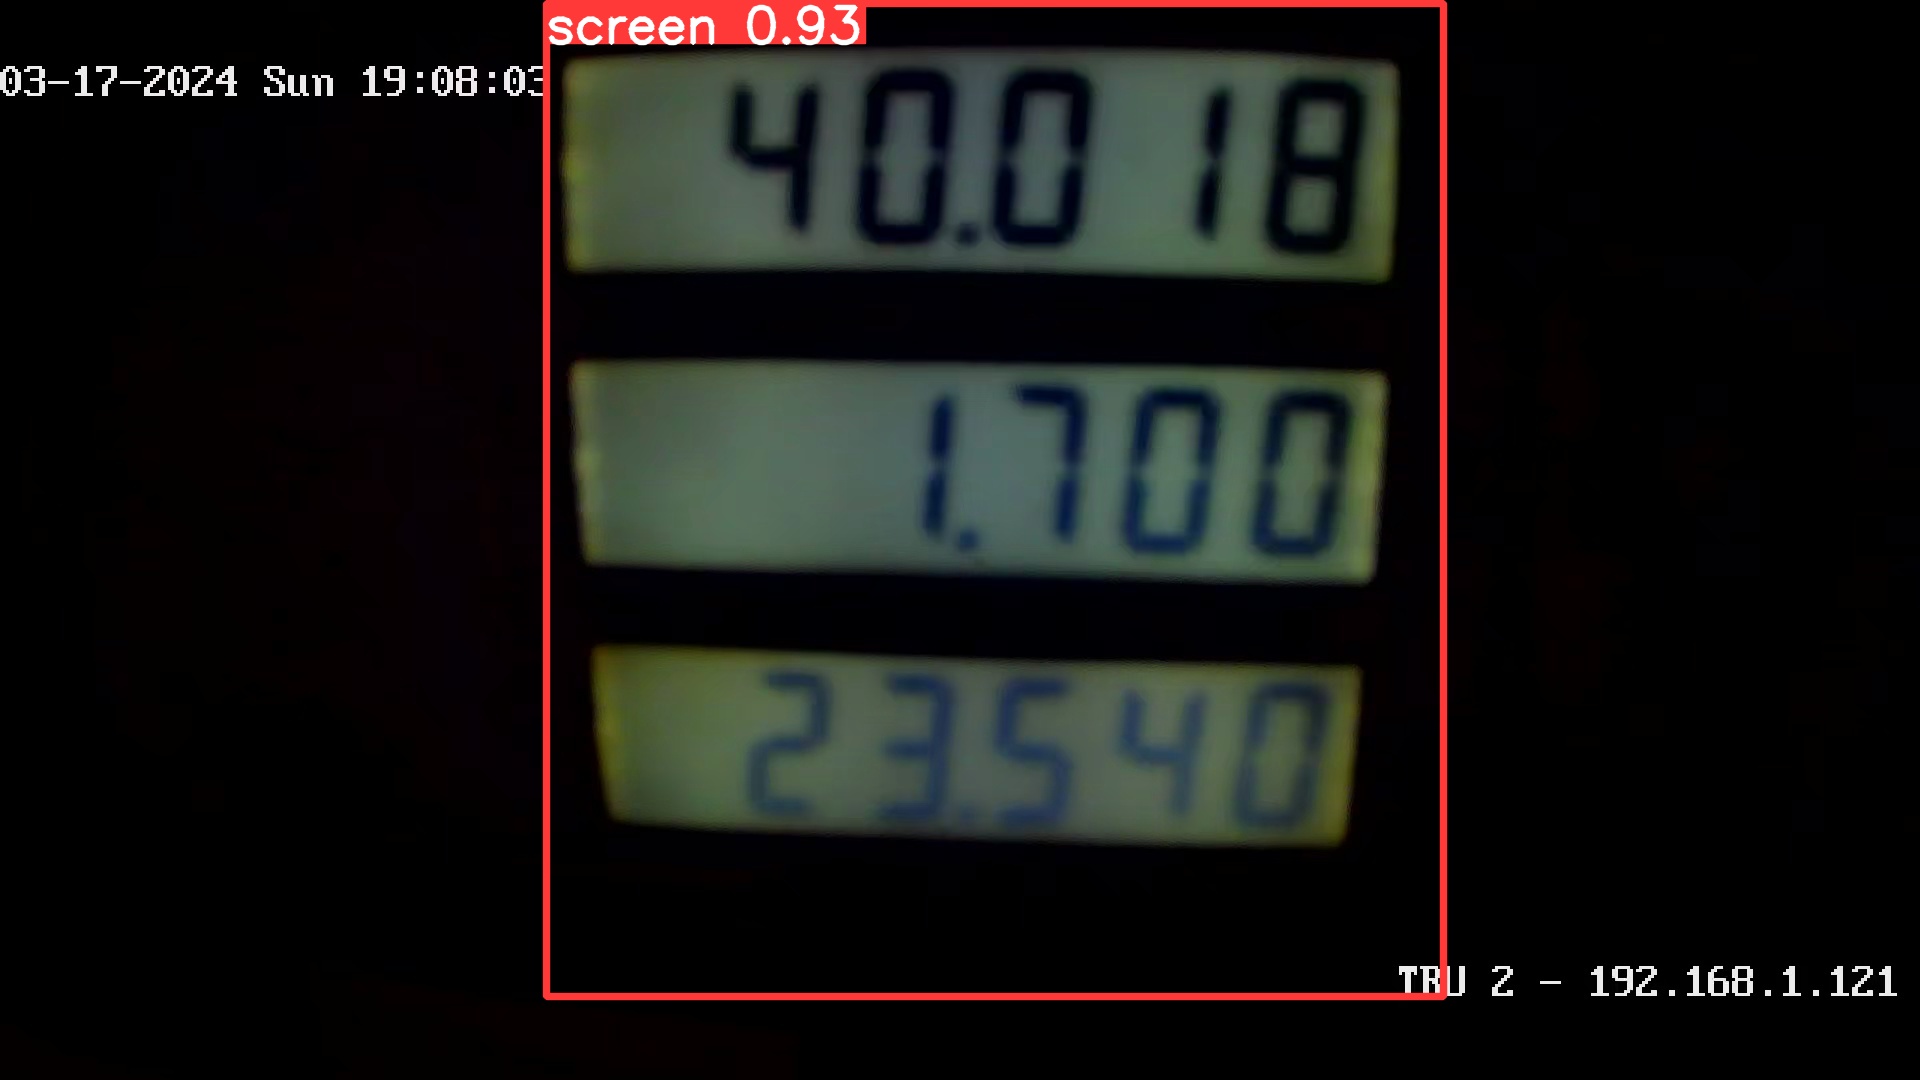 screen 0.93
03-17-2024 Sun 19:08:03
40.018
1.700
23.540
TRU 2 - 192.168.1.121